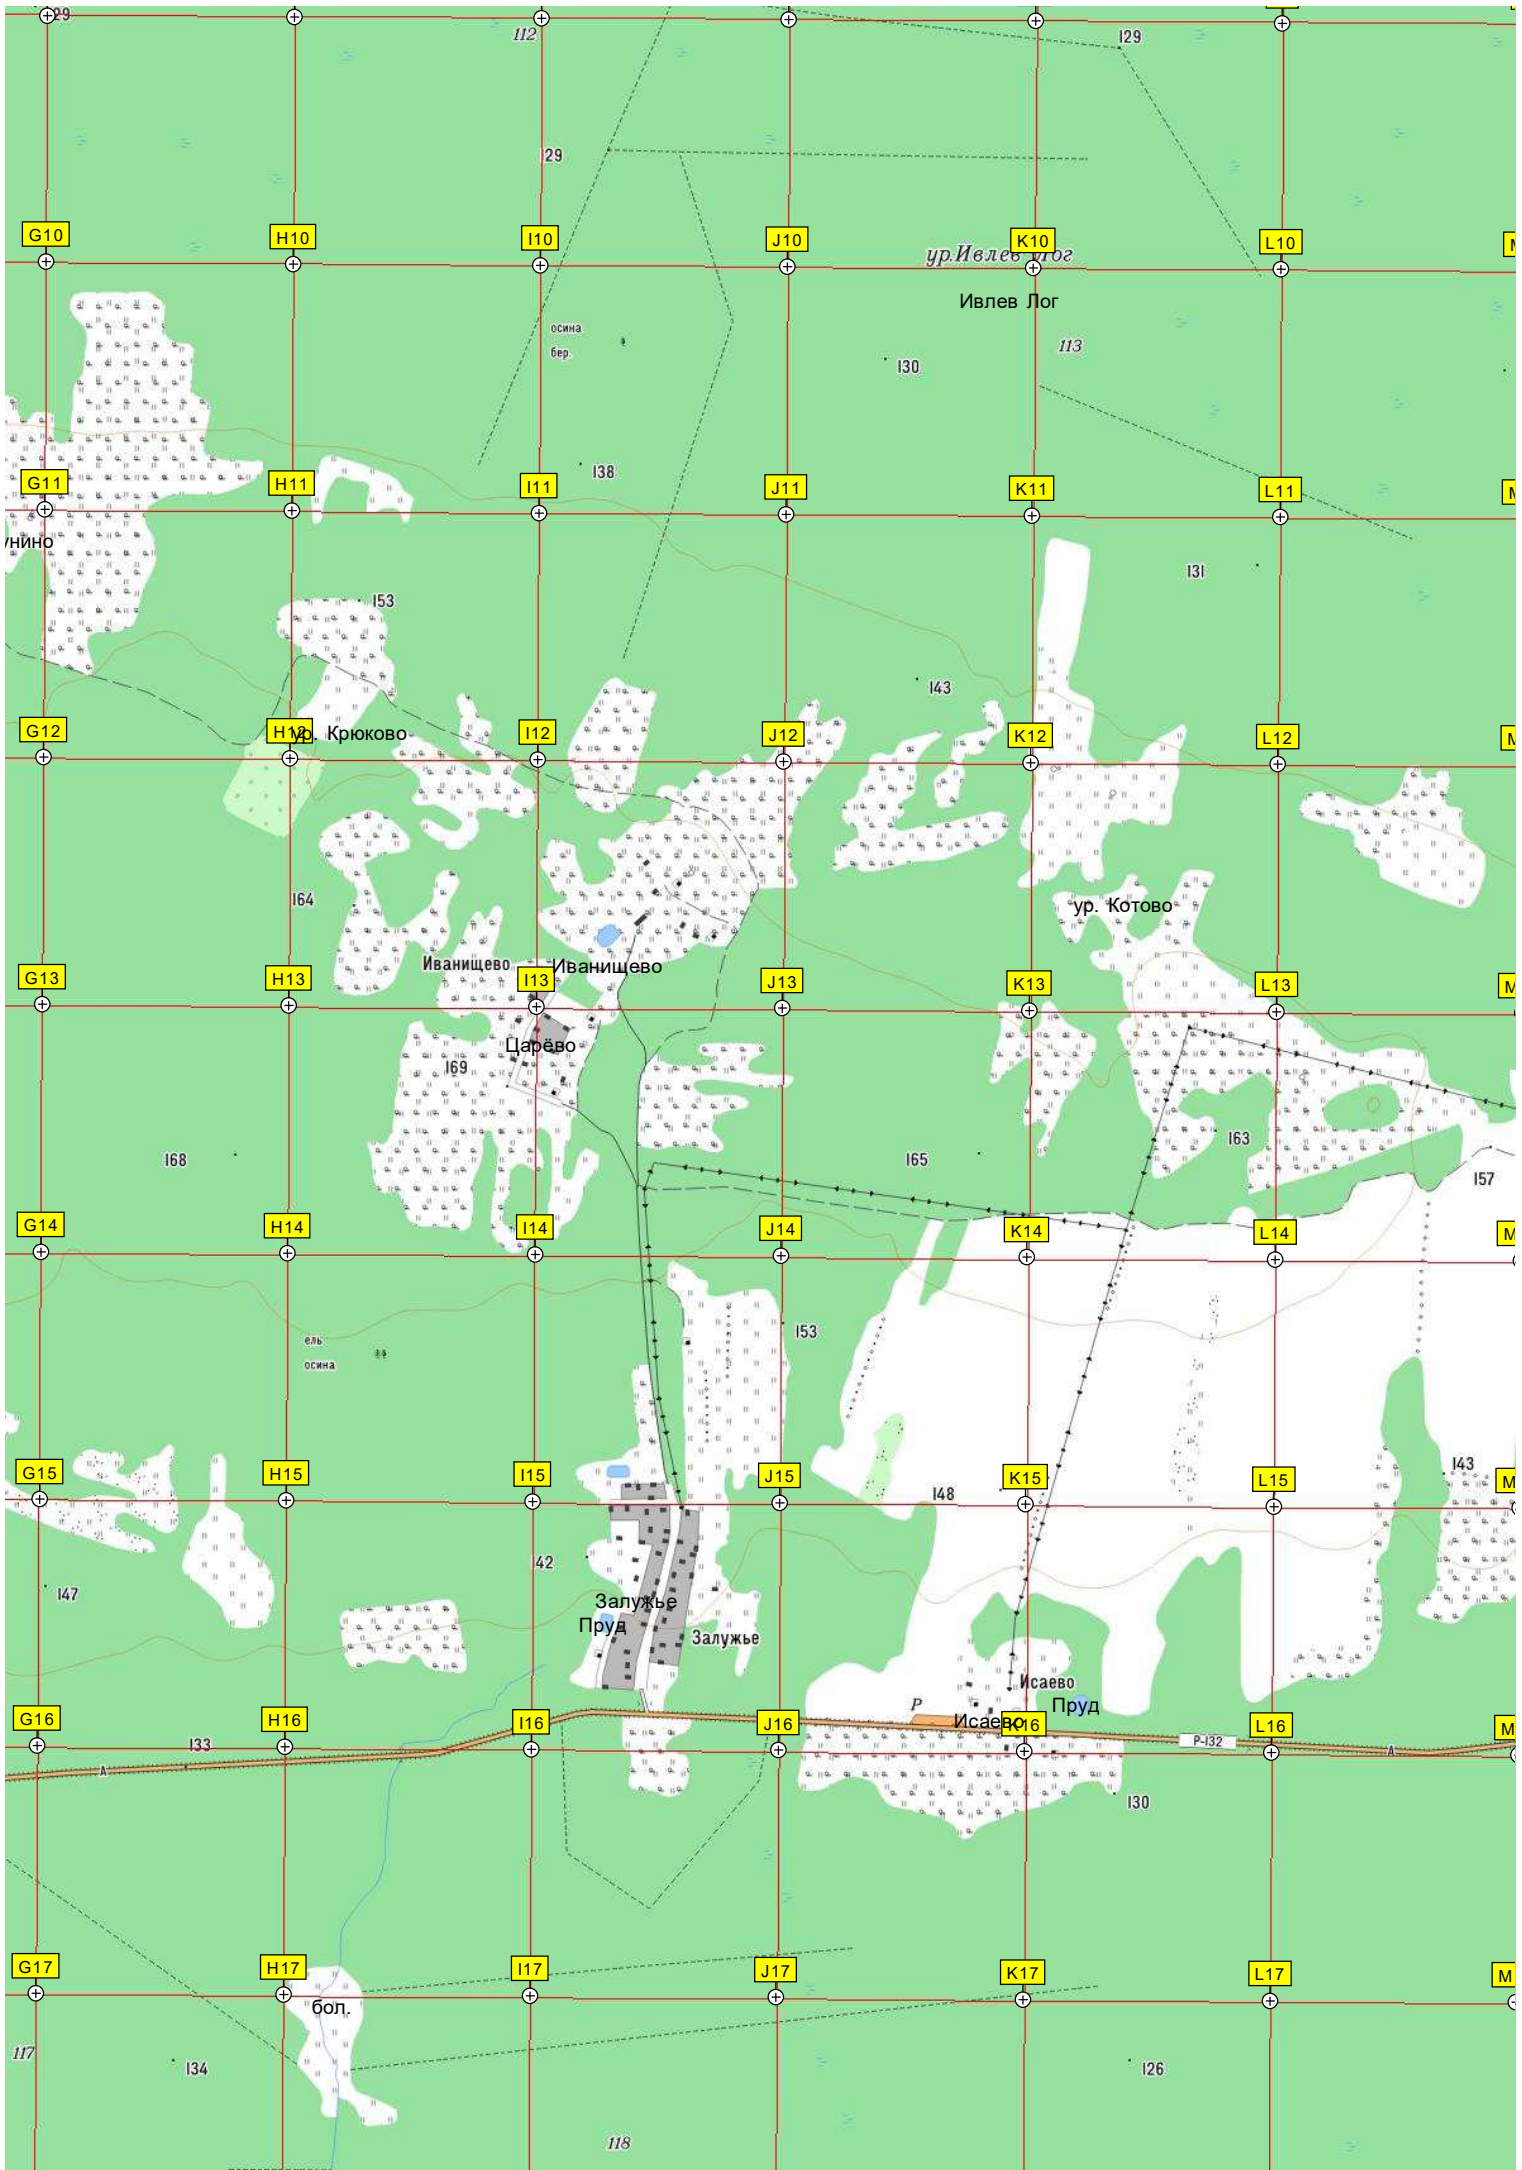 129
112
129
129
G10
H10
I10
J10
K10
L10
ур.Ивлев Лог
Ивлев Лог
осина
бер.
113
130
138
G11
H11
I11
J11
K11
L11
унино
131
153
143
G12
H12
ур. Крюково
I12
J12
K12
L12
164
ур. Котово
Иванищево
Иванищево
G13
H13
I13
J13
K13
L13
Царёво
169
163
168
165
157
G14
H14
I14
J14
K14
L14
153
ель
осина
G15
H15
I15
J15
K15
L15
143
148
142
147
Залужье
Пруд
Залужье
Исаево
Пруд
P
Исаево
G16
H16
I16
J16
K16
L16
133
P-132
A
A
130
G17
H17
I17
J17
K17
L17
бол.
117
134
126
118